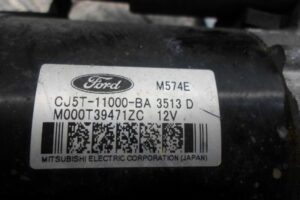 Ford M574E
CJ5T-11000-BA 3513 D
M000T39471ZC 12V
MITSUBISHI ELECTRIC CORPORATION (JAPAN)